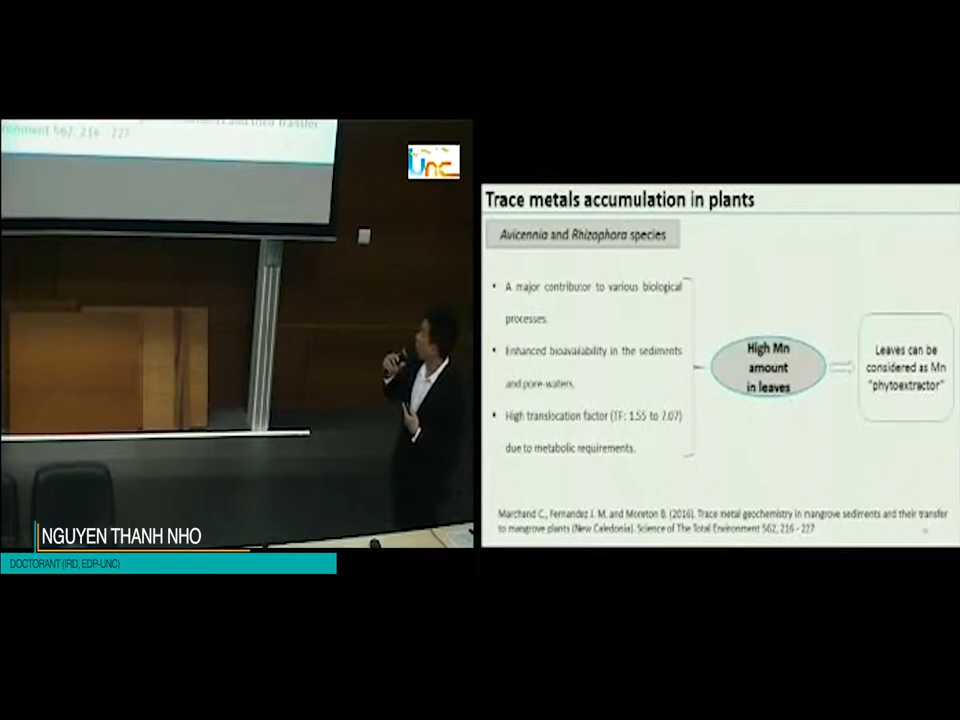 ronment 562, 216 - 227
Unc
NGUYEN THANH NHO
DOCTORANT (IRD, EDP-UNC)
Trace metals accumulation in plants
Avicennia and Rhizophora species
• A major contributor to various biological
processes.
• Enhanced bioavailability in the sediments
and pore-waters.
• High translocation factor (TF: 1.55 to 7.07)
due to metabolic requirements.
High Mn
amount
in leaves
Leaves can be
considered as Mn
"phytoextractor"
Marchand C., Fernandez J. M. and Moreton B. (2016). Trace metal geochemistry in mangrove sediments and their transfer
to mangrove plants (New Caledonia). Science of The Total Environment 562, 216 - 227